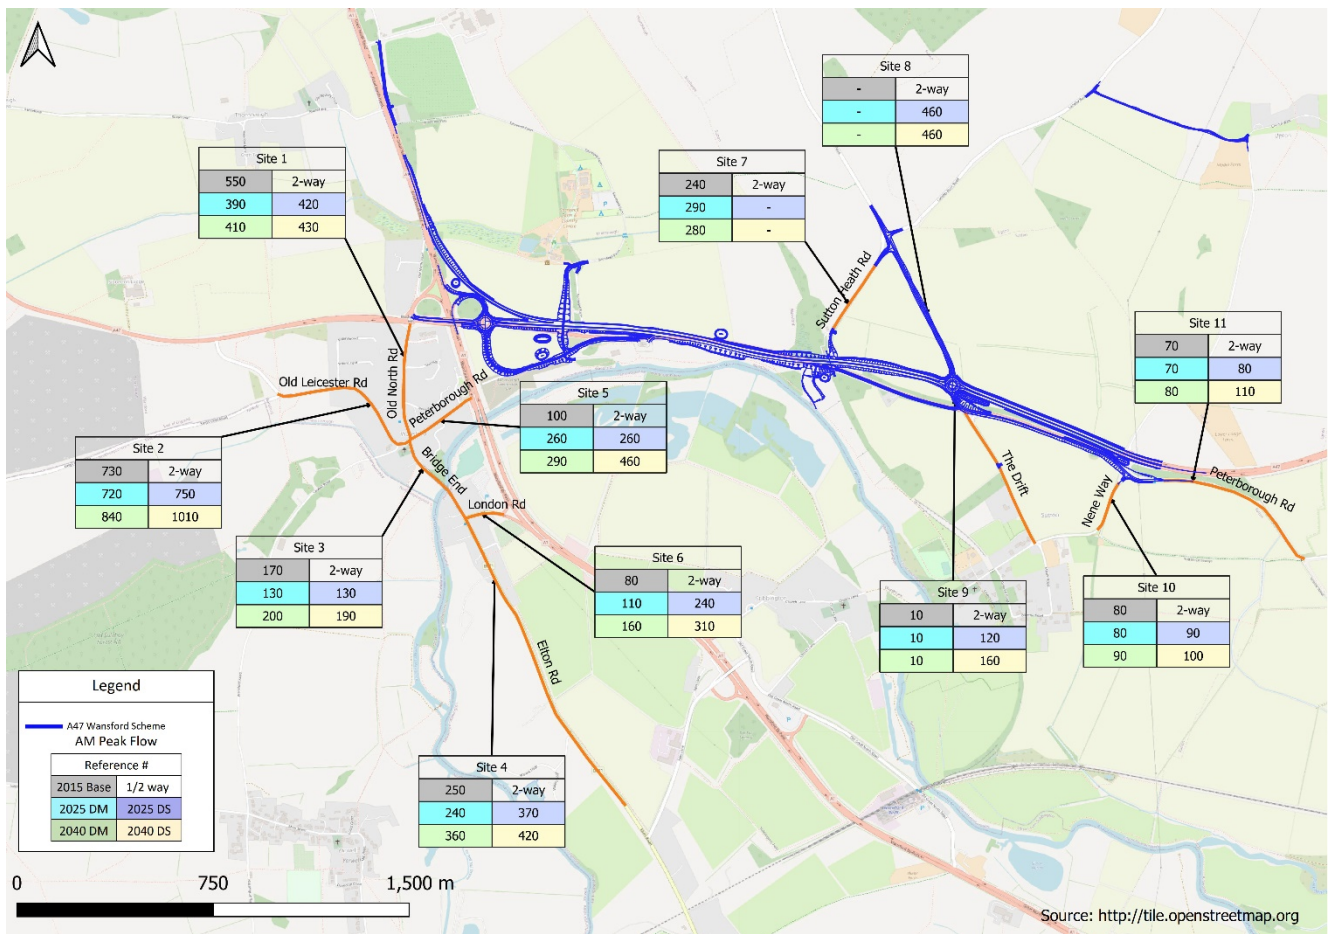 Site 8
- 2-way
- 460
- 460
Site 1
550 2-way
390 420
410 430
Site 7
240 2-way
290 -
280 -
Sutton Heath Rd
Site 11
70 2-way
70 80
80 110
Old Leicester Rd
Old North Rd
Peterborough Rd
Site 5
100 2-way
260 260
290 460
Site 2
730 2-way
720 750
840 1010
Bridge End
London Rd
The Drift
Nene Way
Peterborough Rd
Site 3
170 2-way
130 130
200 190
Site 6
80 2-way
110 240
160 310
Site 9
10 2-way
10 120
10 160
Site 10
80 2-way
80 90
90 100
Elton Rd
Legend
A47 Wansford Scheme
AM Peak Flow
Reference #
2015 Base 1/2 way
2025 DM 2025 DS
2040 DM 2040 DS
Site 4
250 2-way
240 370
360 420
0 750 1,500 m
Source: http://tile.openstreetmap.org